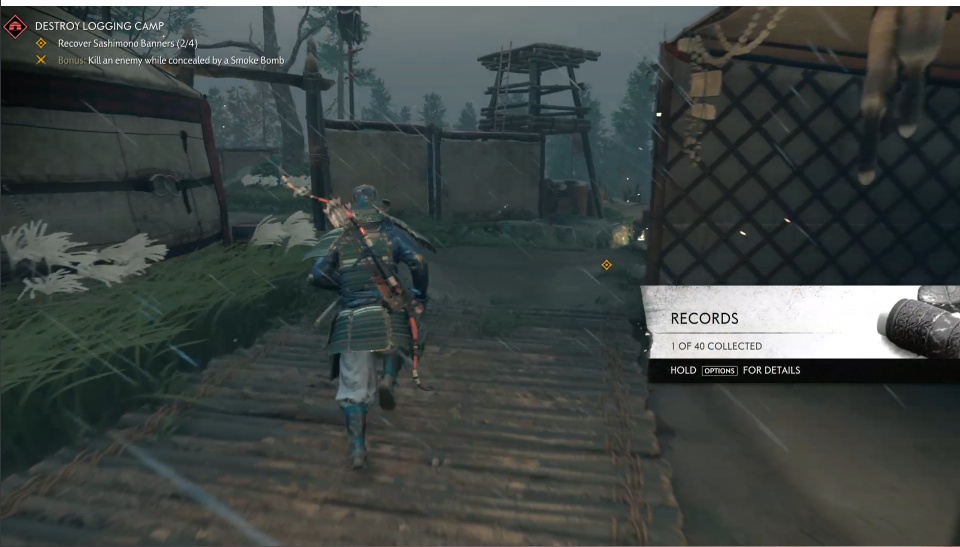 DESTROY LOGGING CAMP
Recover Sashimono Banners (2/4)
Bonus: Kill an enemy while concealed by a Smoke Bomb
RECORDS
1 OF 40 COLLECTED
HOLD OPTIONS FOR DETAILS